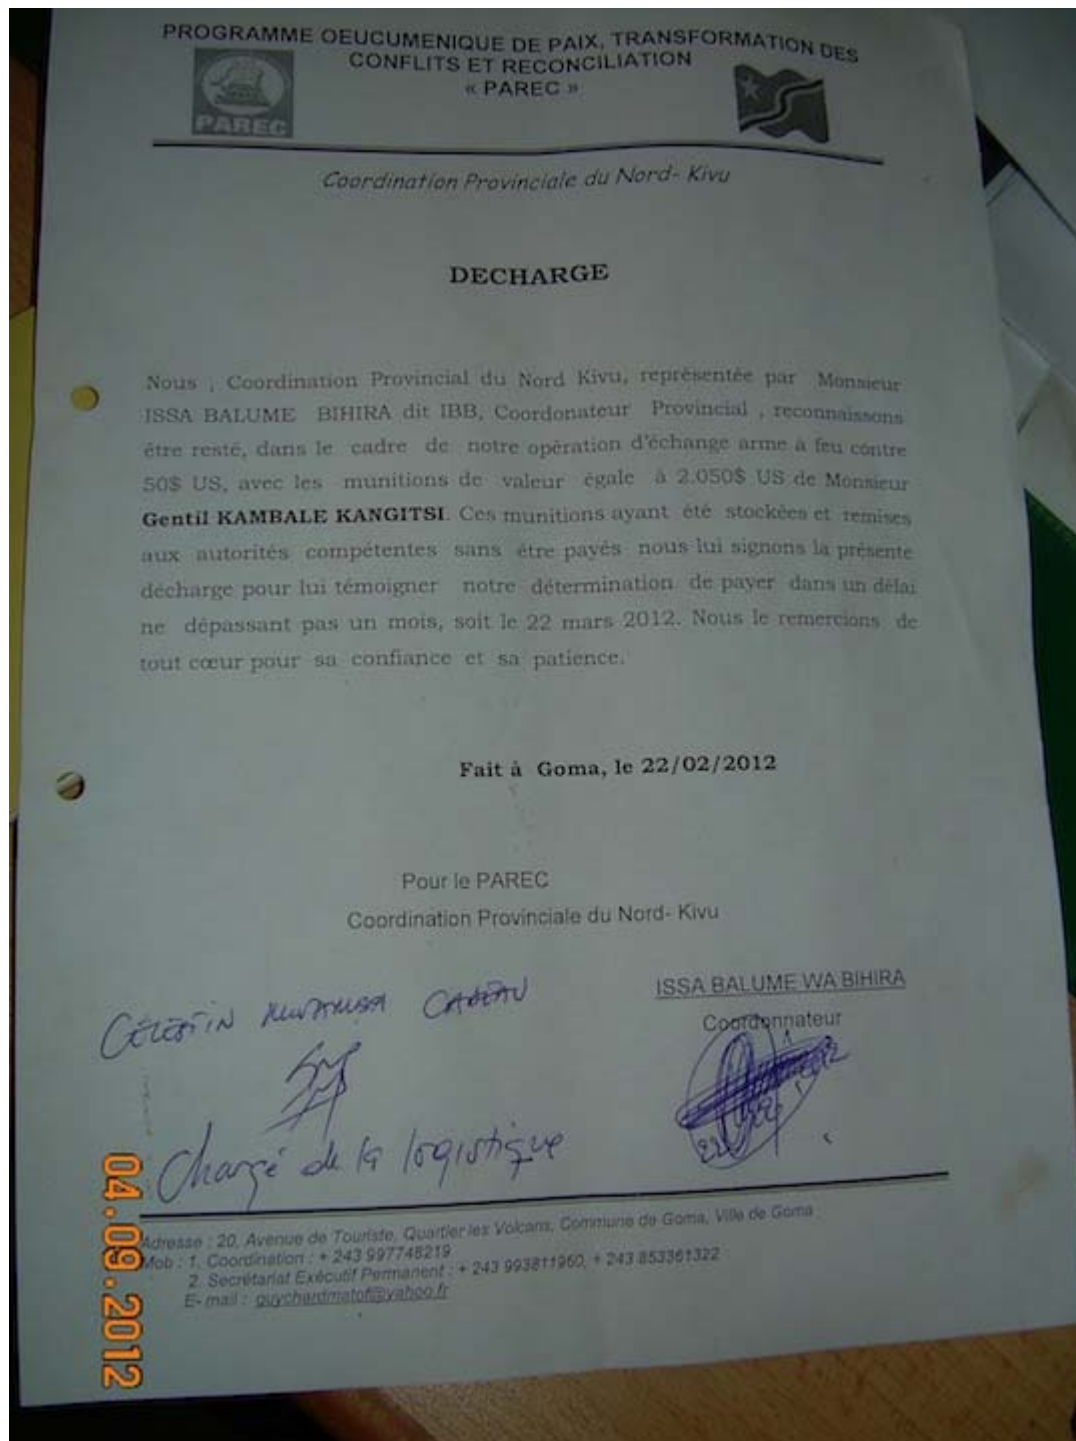 PROGRAMME OEUCUMENIQUE DE PAIX, TRANSFORMATION DES
CONFLITS ET RECONCILIATION
« PAREC »
PAREC
Coordination Provinciale du Nord- Kivu
DECHARGE
Nous , Coordination Provincial du Nord Kivu, représentée par Monsieur
ISSA BALUME BIHIRA dit IBB, Coordonateur Provincial , reconnaissons
être resté, dans le cadre de notre opération d'échange arme à feu contre
50$ US, avec les munitions de valeur égale à 2.050$ US de Monsieur
Gentil KAMBALE KANGITSI. Ces munitions ayant été stockées et remises
aux autorités compétentes sans être payés nous lui signons la présente
décharge pour lui témoigner notre détermination de payer dans un délai
ne dépassant pas un mois, soit le 22 mars 2012. Nous le remercions de
tout cœur pour sa confiance et sa patience.
Fait à Goma, le 22/02/2012
Pour le PAREC
Coordination Provinciale du Nord- Kivu
CELESTIN
ISSA BALUME WA BIHIRA
Coordonnateur
Chargé de la logistique
Adresse : 20, Avenue de Touriste, Quartier les Volcans, Commune de Goma, Ville de Goma
Mob : 1. Coordination : + 243 997748219
2. Secrétariat Exécutif Permanent : + 243 993811950, + 243 853361322
E- mail : guychardmatof@yahoo.fr
04.09.2012